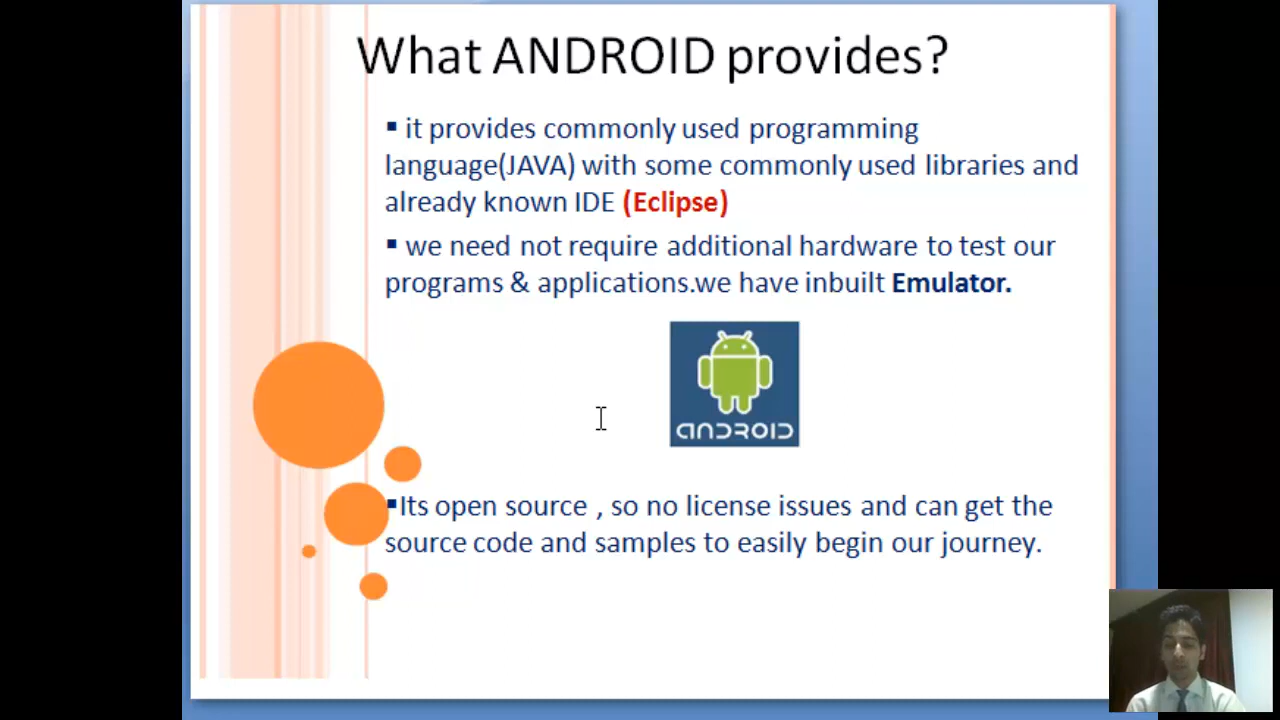 What ANDROID provides?
▪ it provides commonly used programming
language(JAVA) with some commonly used libraries and
already known IDE (Eclipse)
▪ we need not require additional hardware to test our
programs & applications.we have inbuilt Emulator.
ANDROID
▪Its open source , so no license issues and can get the
source code and samples to easily begin our journey.